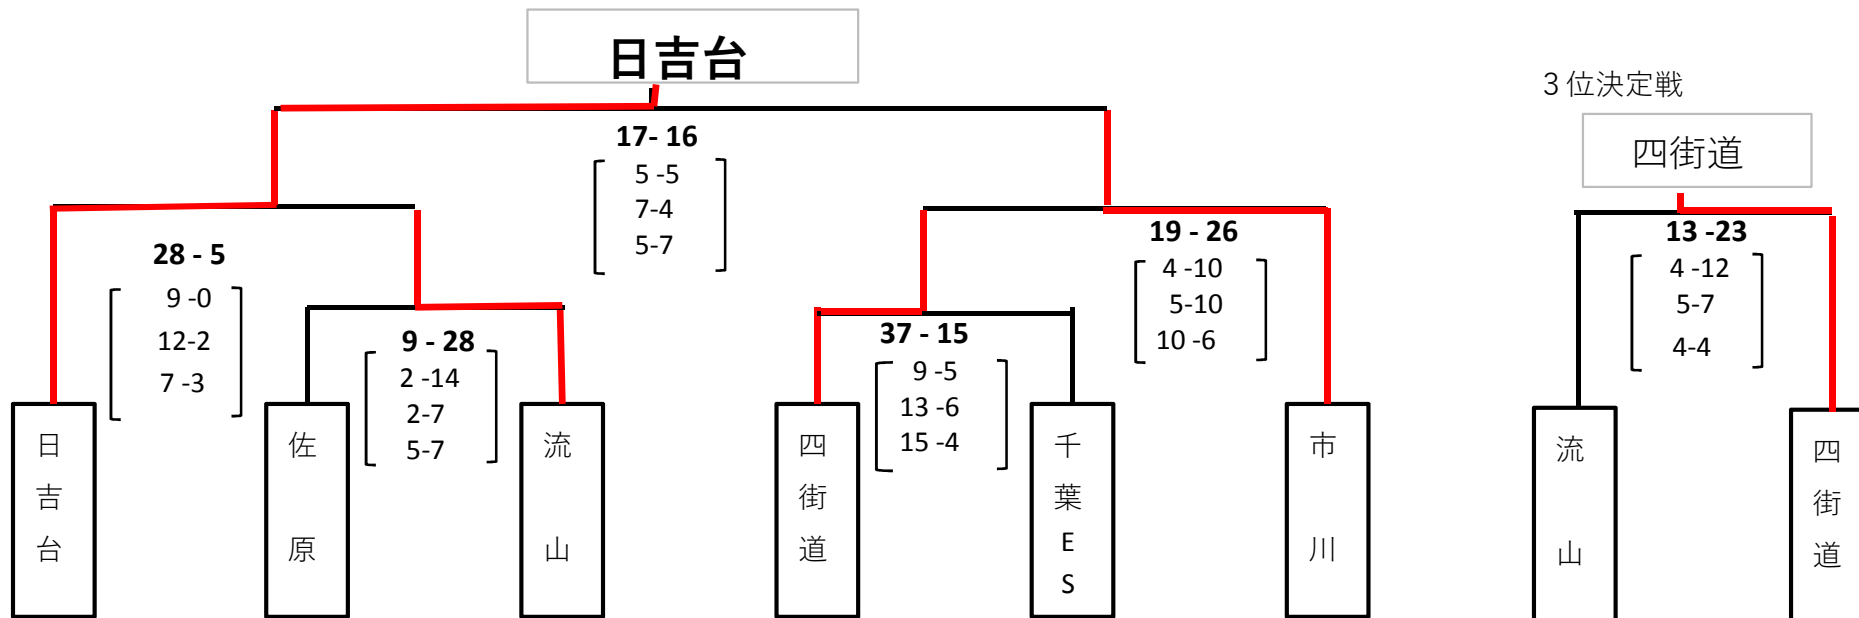 日吉台
3位決定戦
四街道
17- 16
5 -5
7-4
5-7
28 - 5
9 -0
12-2
7 -3
9 - 28
2 -14
2-7
5-7
37 - 15
9 -5
13 -6
15 -4
19 - 26
4 -10
5-10
10 -6
13 -23
4 -12
5-7
4-4
日吉台
佐原
流山
四街道
千葉ES
市川
流山
四街道